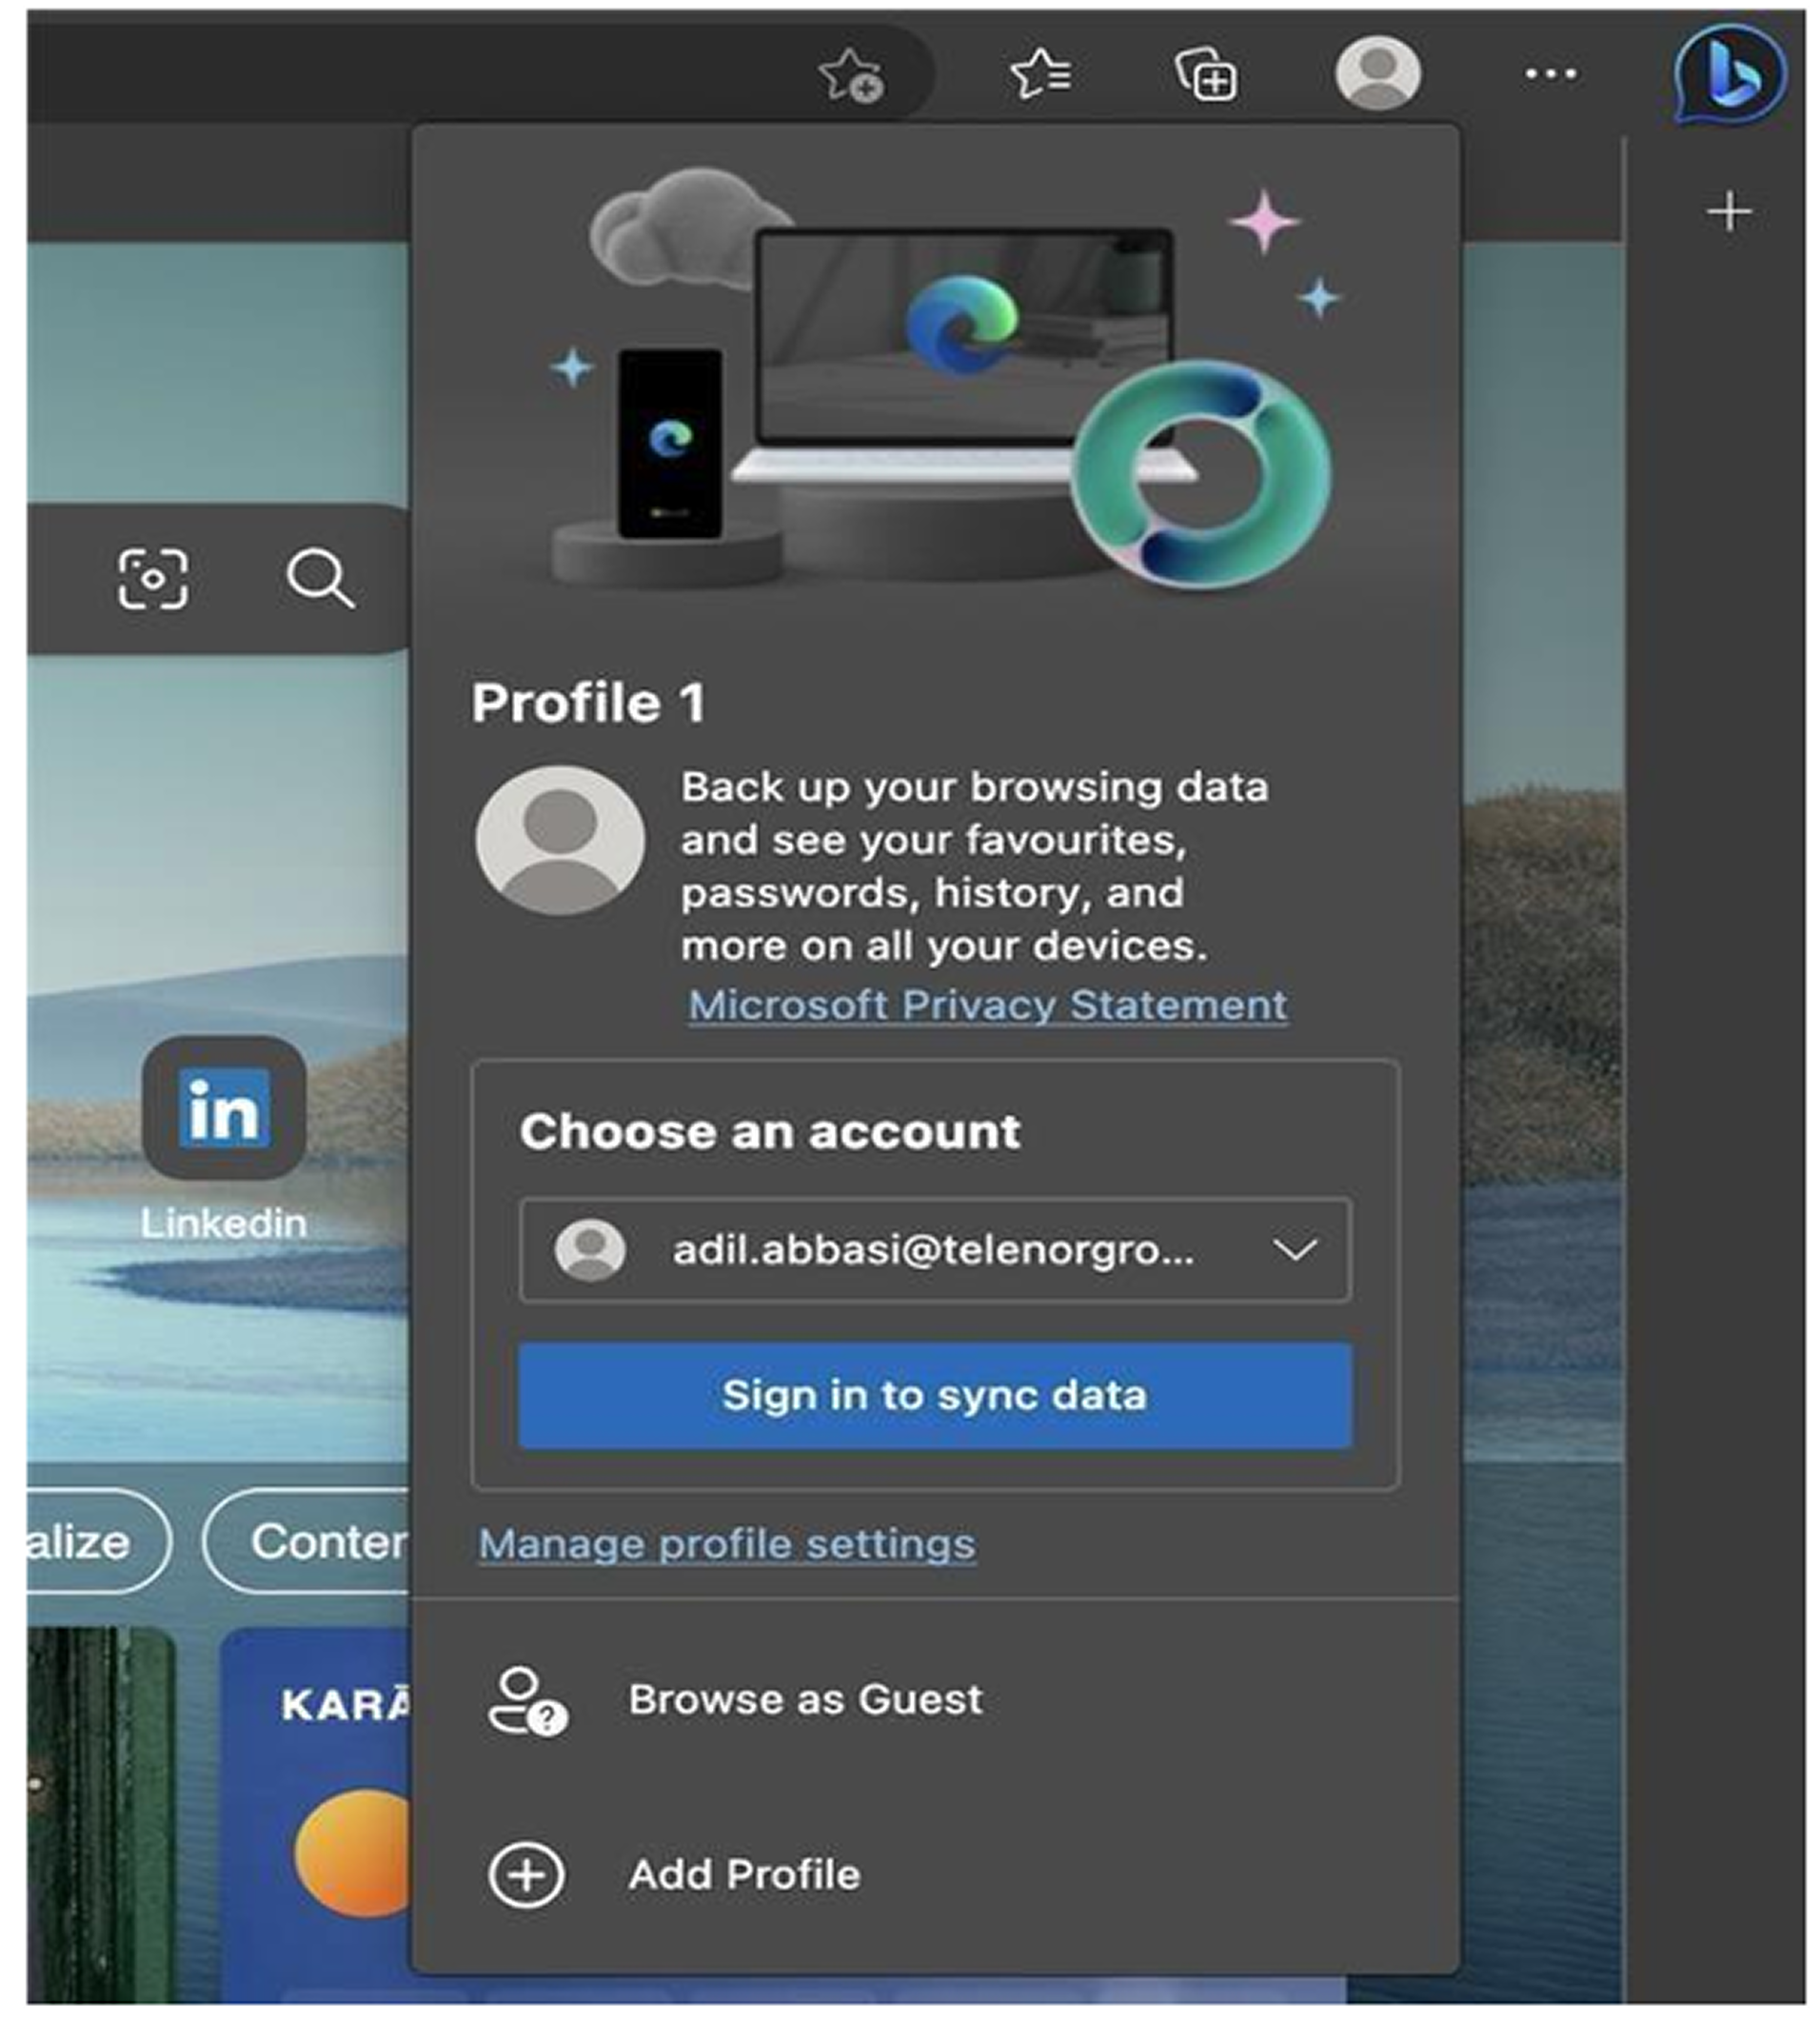 Profile 1
Back up your browsing data
and see your favourites,
passwords, history, and
more on all your devices.
Microsoft Privacy Statement
in
Linkedin
Choose an account
adil.abbasi@telenorgro...
Sign in to sync data
alize
Conter
Manage profile settings
KARĀ
Browse as Guest
Add Profile